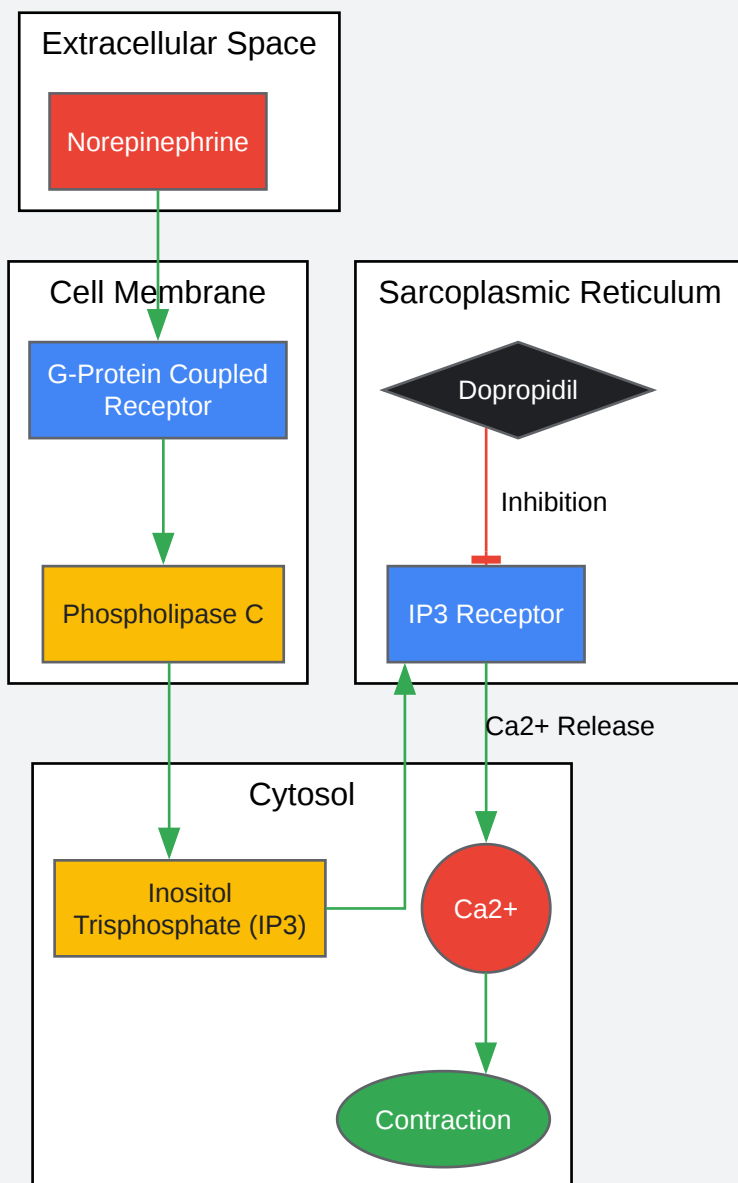 Extracellular Space
Norepinephrine
Cell Membrane
G-Protein Coupled
Receptor
Phospholipase C
Sarcoplasmic Reticulum
Dopropidil
Inhibition
IP3 Receptor
Ca2+ Release
Cytosol
Inositol
Trisphosphate (IP3)
Ca2+
Contraction